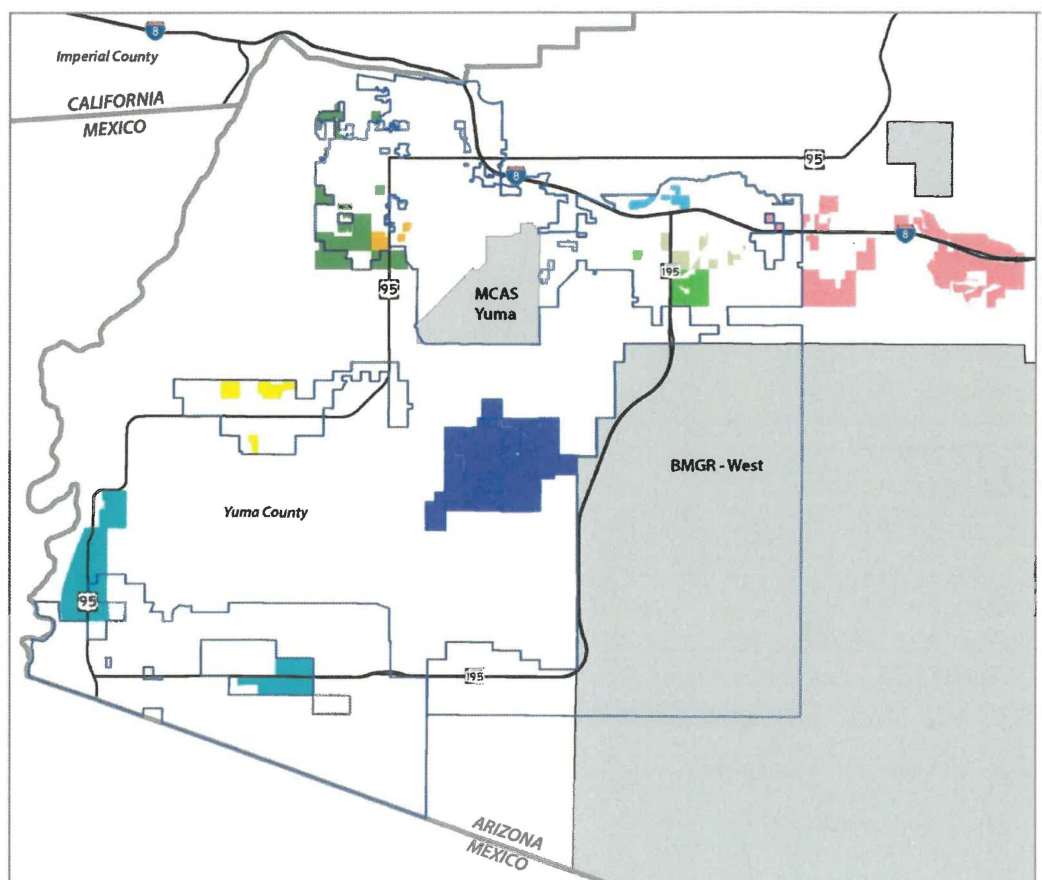 8
Imperial County
CALIFORNIA
MEXICO
95
8
8
195
95
MCAS
Yuma
BMGR - West
Yuma County
95
195
ARIZONA
MEXICO